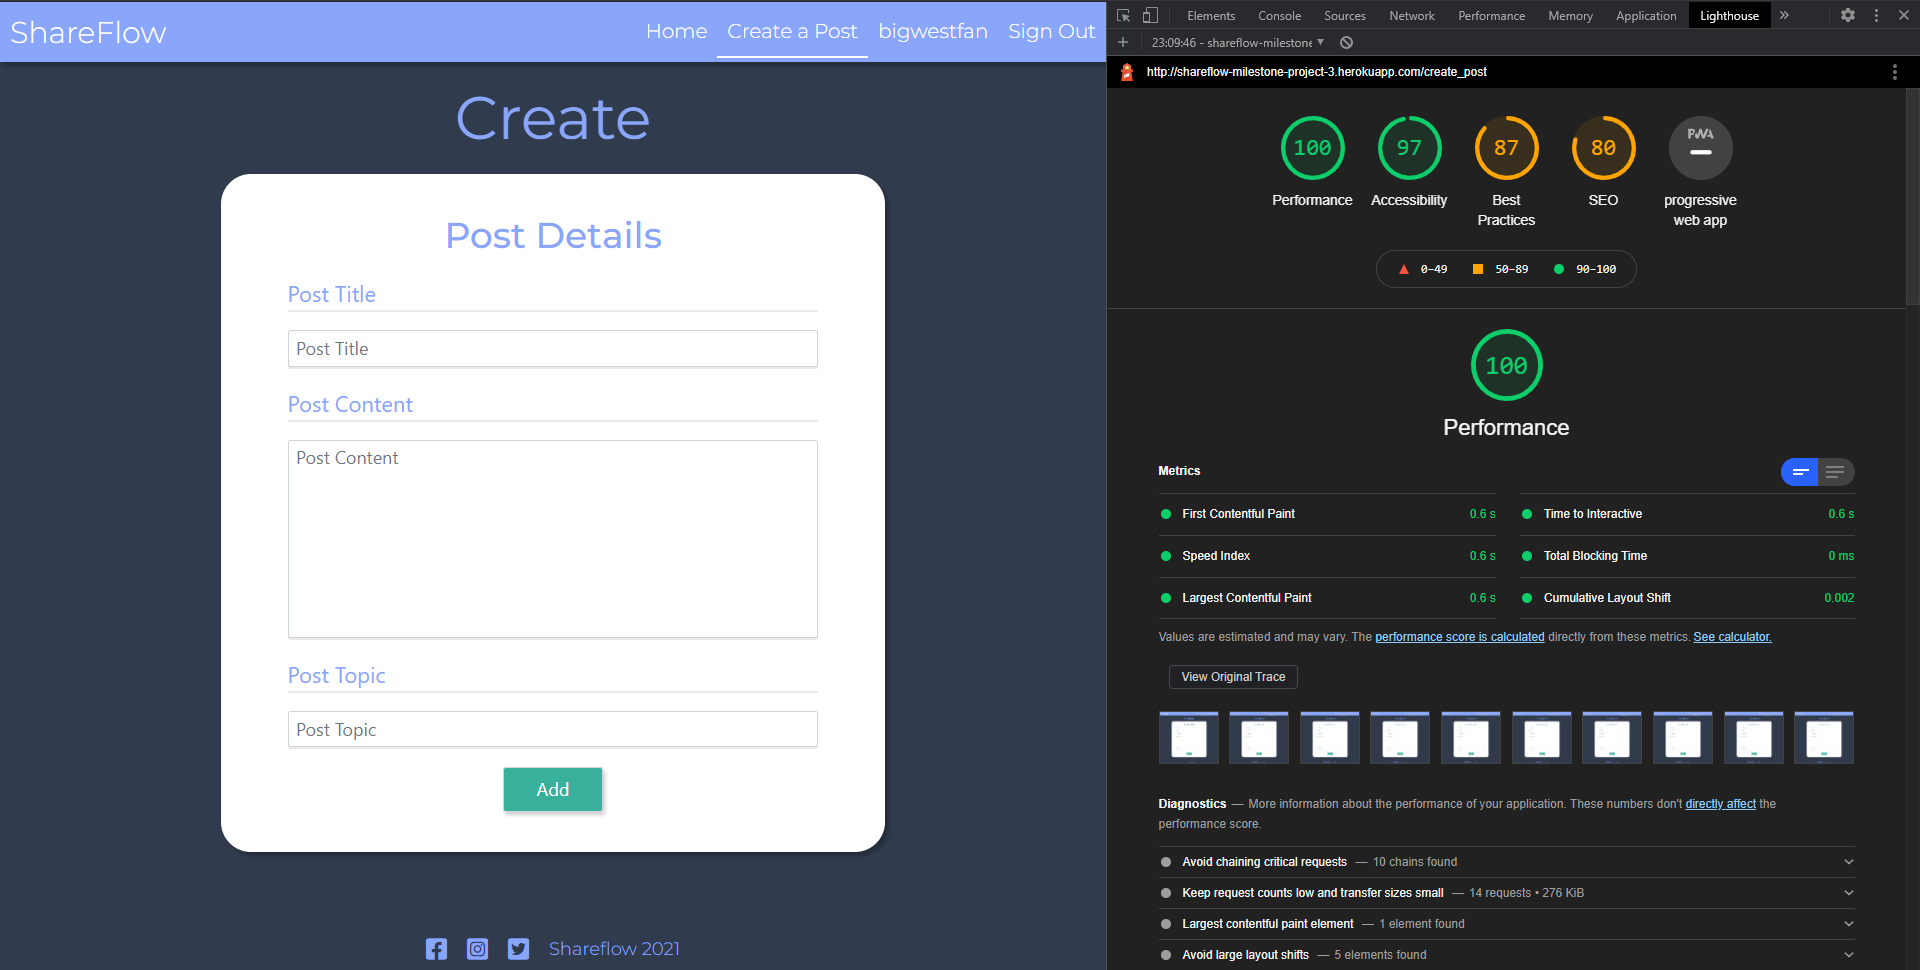 ShareFlow
Home Create a Post bigwestfan Sign Out
Create
Post Details
Post Title
Post Title
Post Content
Post Content
Post Topic
Post Topic
Add
Shareflow 2021
Elements Console Sources Network Performance Memory Application Lighthouse
23:09:46 - shareflow-milestone
http://shareflow-milestone-project-3.herokuapp.com/create_post
100 97 87 80 PWA
Performance Accessibility Best Practices SEO progressive web app
0–49 50–89 90–100
100
Performance
Metrics
First Contentful Paint 0.6 s
Time to Interactive 0.6 s
Speed Index 0.6 s
Total Blocking Time 0 ms
Largest Contentful Paint 0.6 s
Cumulative Layout Shift 0.002
Values are estimated and may vary. The performance score is calculated directly from these metrics. See calculator.
View Original Trace
Diagnostics — More information about the performance of your application. These numbers don't directly affect the
performance score.
Avoid chaining critical requests — 10 chains found
Keep request counts low and transfer sizes small — 14 requests • 276 KiB
Largest contentful paint element — 1 element found
Avoid large layout shifts — 5 elements found